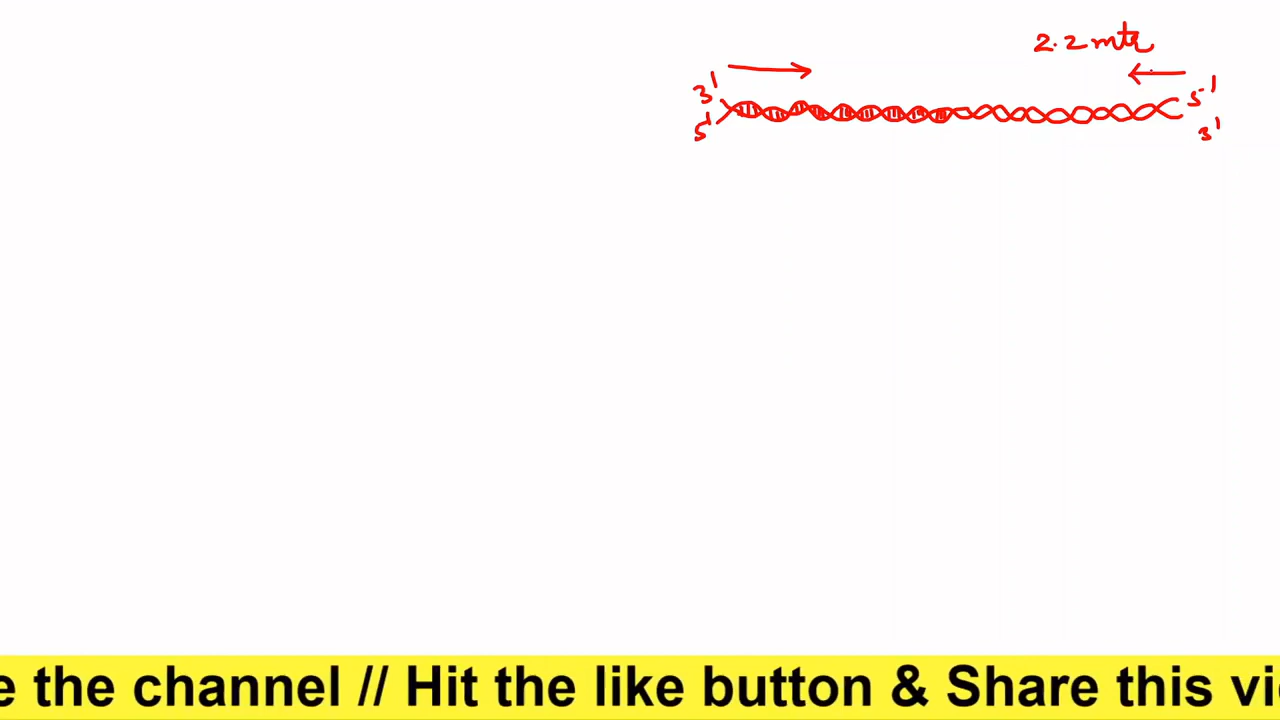 2.2 mtr
3' 5'
5' 3'
e the channel // Hit the like button & Share this vi